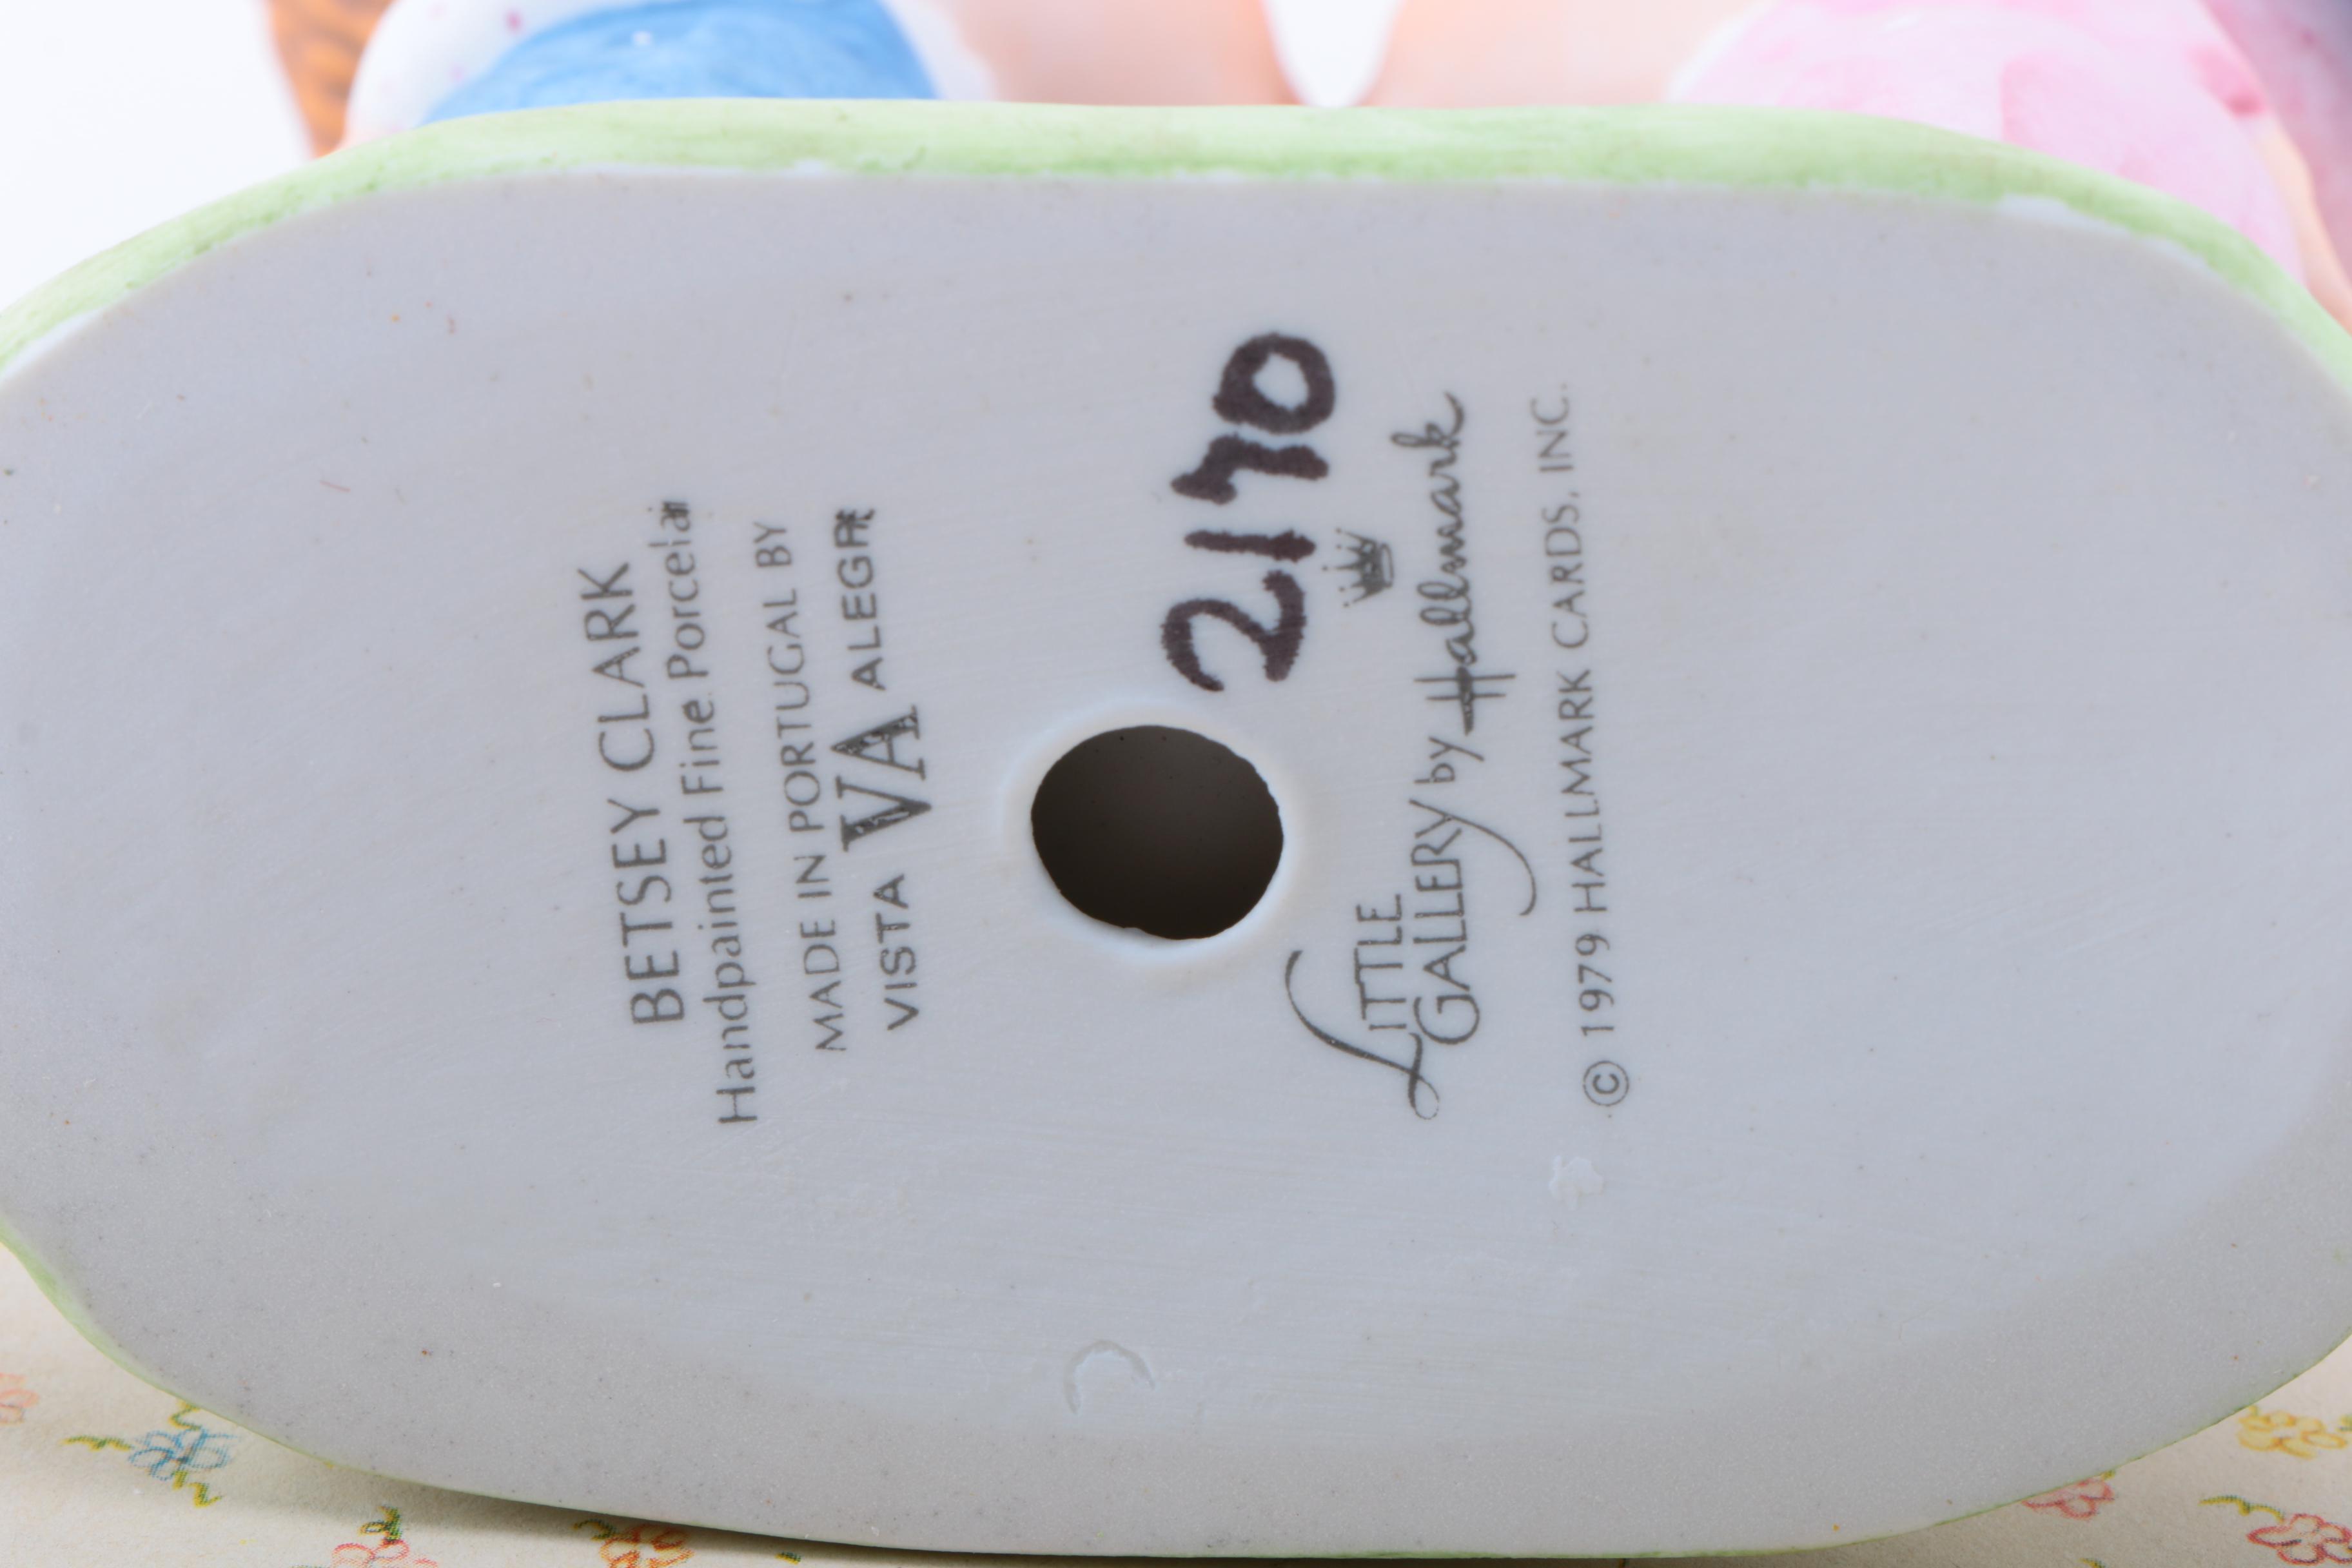 BETSEY CLARK
Handpainted Fine Porcelai
MADE IN PORTUGAL BY
VISTA VA ALEGR
2140
LITTLE
GALLERY by Hallmark
© 1979 HALLMARK CARDS, INC.